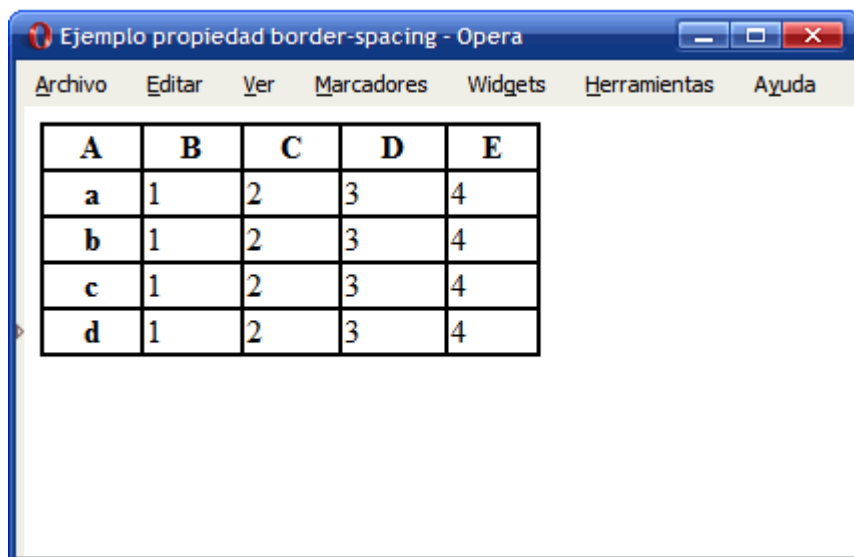 Ejemplo propiedad border-spacing - Opera
Archivo Editar Ver Marcadores Widgets Herramientas Ayuda
A B C D E
a 1 2 3 4
b 1 2 3 4
c 1 2 3 4
d 1 2 3 4